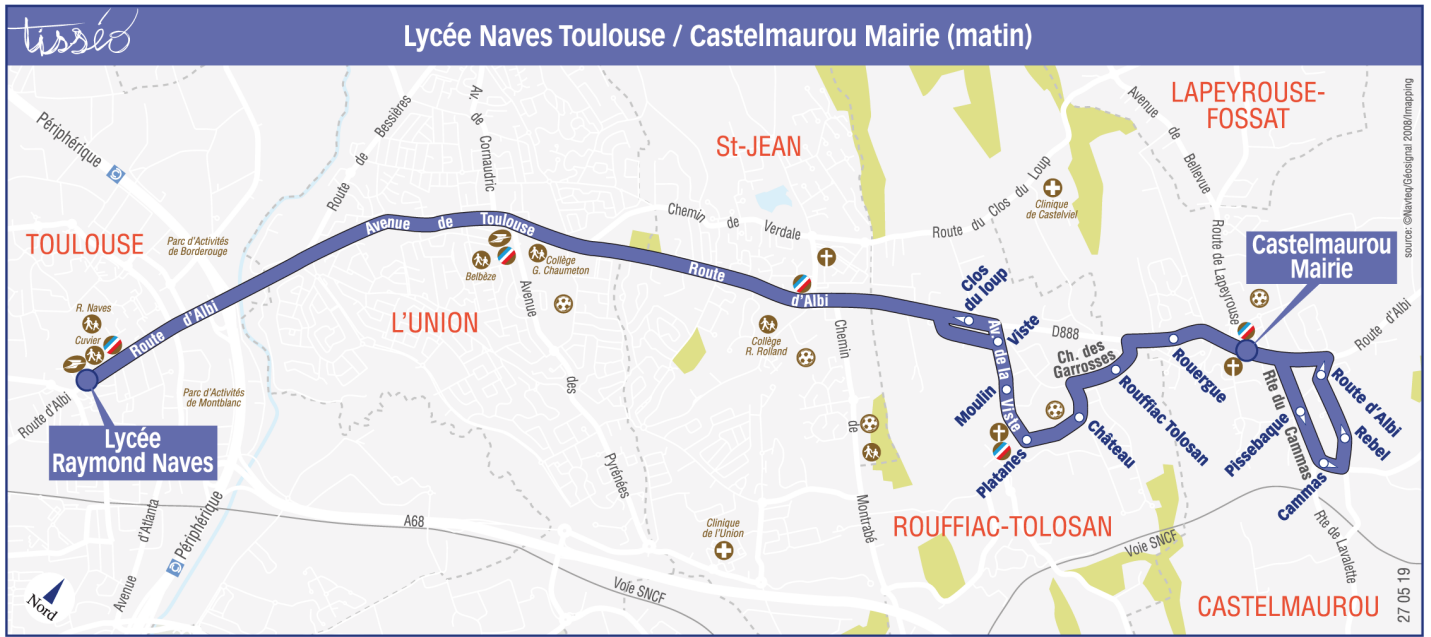 tisséo
Lycée Naves Toulouse / Castelmaurou Mairie (matin)
Périphérique
TOULOUSE
Parc d'Activités
de Borderouge
Route de Bessières
Av. de Cornaudric
St-JEAN
LAPEYROUSE-
FOSSAT
Avenue de Bellevue
source: ©Navteq/Géosignal 2008/Imapping
Route du Clos du Loup
Clinique
de Castelviel
Chemin de Verdale
Avenue de Toulouse
Belbèze
Collège
G. Chaumeton
Route d'Albi
Route de Lapeyrouse
Castelmaurou
Mairie
Route d'Albi
R. Naves
Cuvier
Route d'Albi
L'UNION
Avenue des Pyrénées
Collège
R. Rolland
Chemin de Montrabé
Clos
du loup
Viste
Av. de la Viste
D888
Ch. des
Garrosses
Moulin
Platanes
Château
Rouffiac Tolosan
Rouergue
Rte du Cammas
Pissebaque
Cammas
Rebel
Route d'Albi
Route d'Albi
Lycée
Raymond Naves
Parc d'Activités
de Montblanc
Avenue d'Atlanta
Périphérique
A68
Clinique
de l'Union
Voie SNCF
ROUFFIAC-TOLOSAN
Voie SNCF
Rte de Lavalette
CASTELMAUROU
27 05 19
Nord